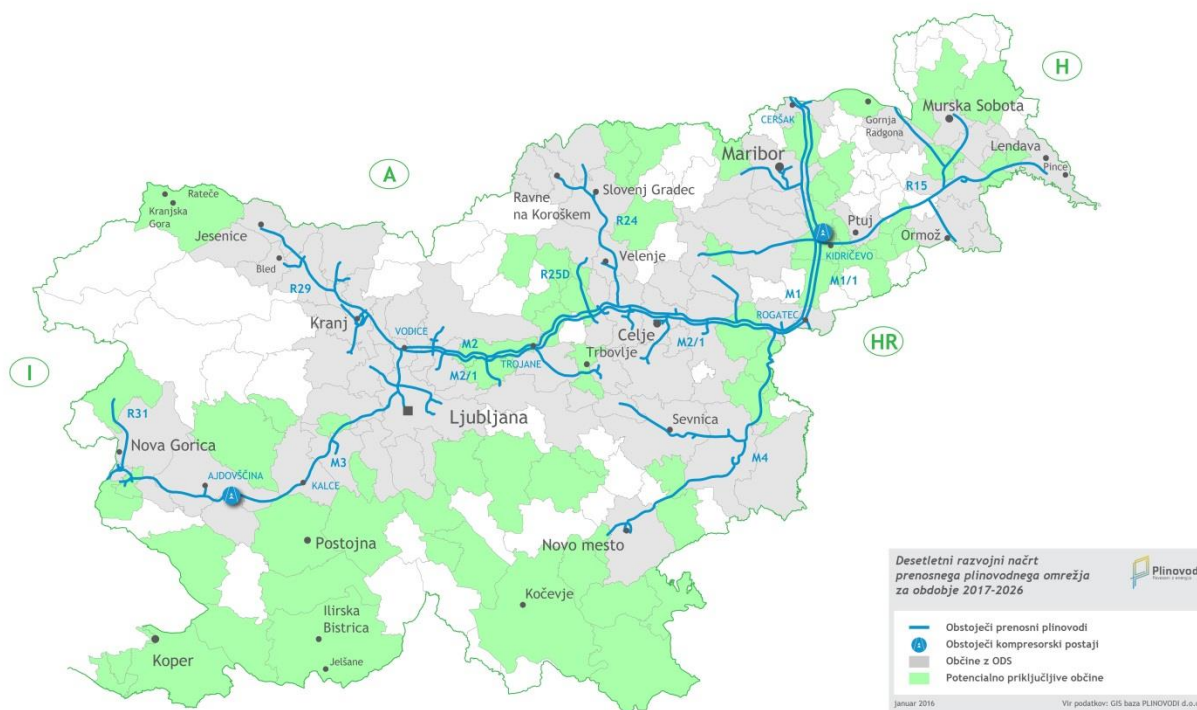 H
Murska Sobota
CERŠAK
Gornja
Radgona
Lendava
Pince
Maribor
A
Rateče
Kranjska
Gora
Slovenj Gradec
Ravne
na Koroškem
R15
Jesenice
R24
Ptuj
Ormož
Bled
Velenje
KIDRIČEVO
R25D
R29
M1
M1/1
Kranj
ROGATEC
VODICE
M2
Celje
HR
M2/1
TROJANE
Trbovlje
M2/1
I
R31
Ljubljana
Sevnica
Nova Gorica
M3
M4
AJDOVŠČINA
KALCE
Postojna
Novo mesto
Kočevje
Ilirska
Bistrica
Koper
Jelšane
Desetletni razvojni načrt
prenosnega plinovodnega omrežja
za obdobje 2017-2026
Plinovodi
Obstoječi prenosni plinovodi
Obstoječi kompresorski postaji
Občine z ODS
Potencialno priključljive občine
januar 2016
Vir podatkov: GIS baza PLINOVODI d.o.o